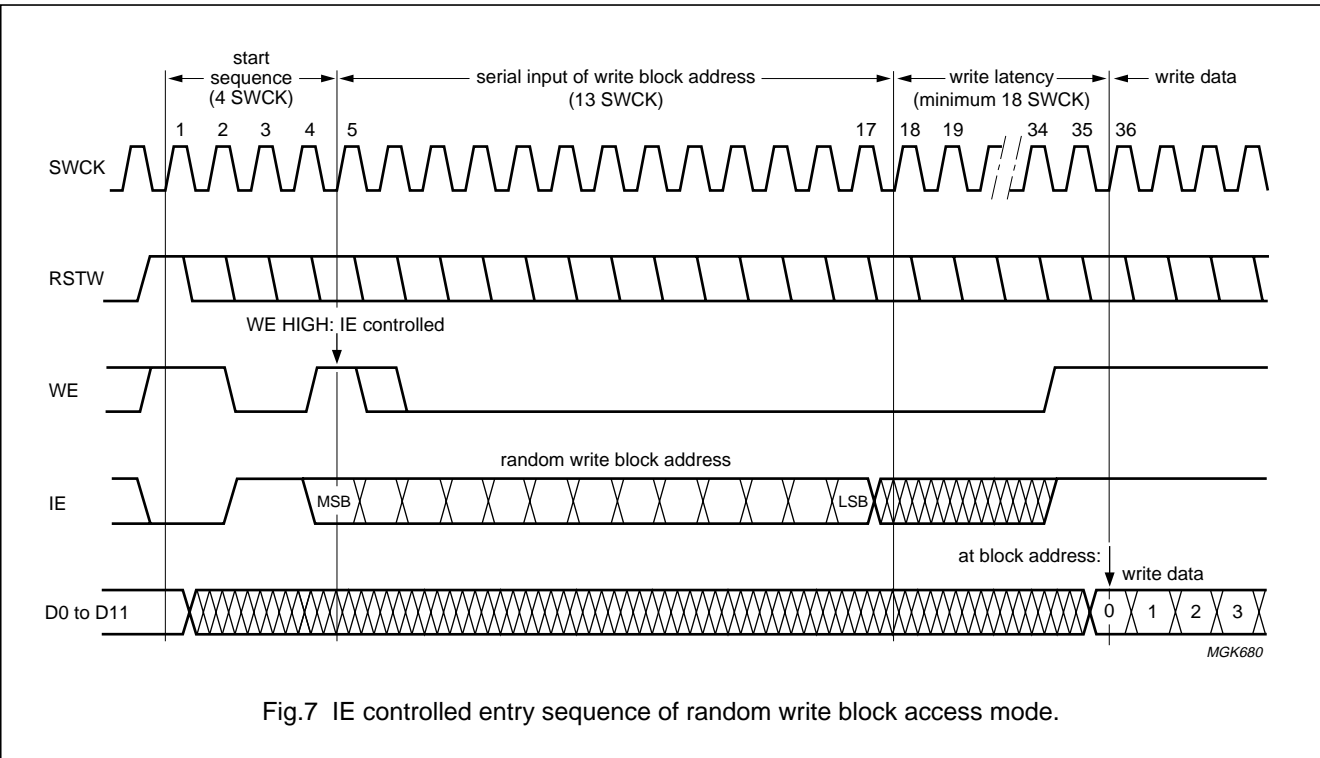 start
sequence
(4 SWCK)
serial input of write block address
(13 SWCK)
write latency
(minimum 18 SWCK)
write data
1 2 3 4 5 17 18 19 34 35 36
SWCK
RSTW
WE HIGH: IE controlled
WE
random write block address
IE
MSB
LSB
at block address:
write data
D0 to D11
0 1 2 3
MGK680
Fig.7 IE controlled entry sequence of random write block access mode.